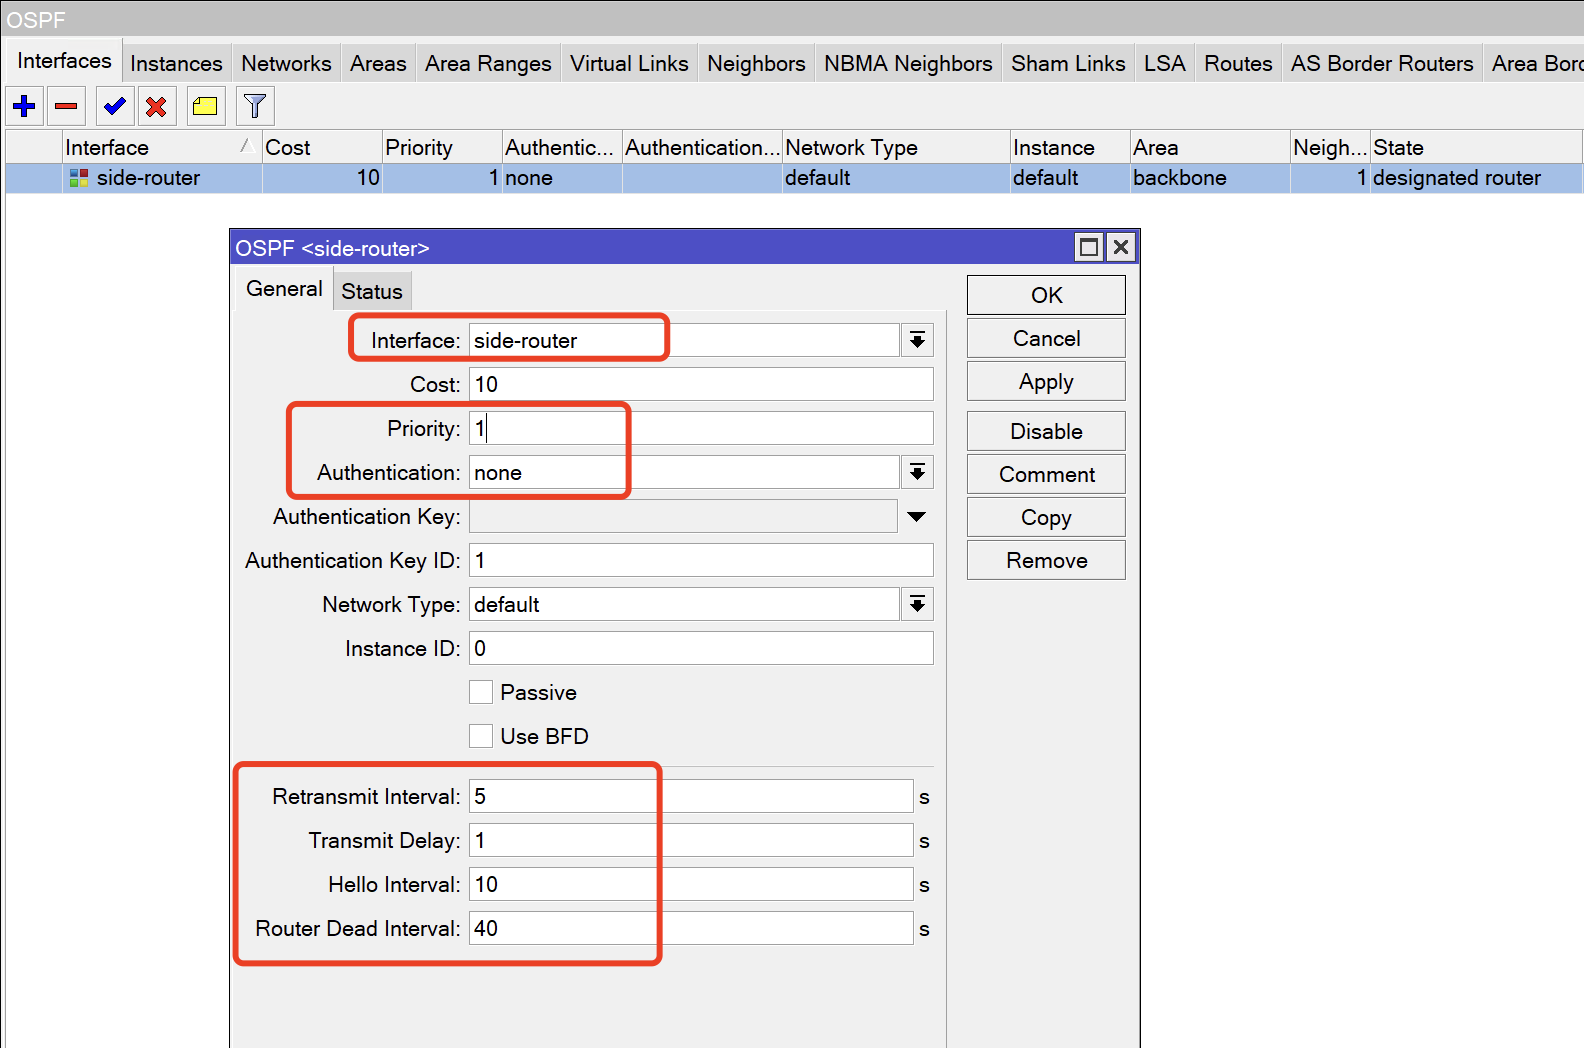 OSPF
Interfaces Instances Networks Areas Area Ranges Virtual Links Neighbors NBMA Neighbors Sham Links LSA Routes AS Border Routers Area Bord
Interface Cost Priority Authentic... Authentication... Network Type Instance Area Neigh... State
side-router 10 1 none default default backbone 1 designated router
OSPF <side-router>
General Status
Interface: side-router
Cost: 10
Priority: 1
Authentication: none
Authentication Key:
Authentication Key ID: 1
Network Type: default
Instance ID: 0
Passive
Use BFD
Retransmit Interval: 5 s
Transmit Delay: 1 s
Hello Interval: 10 s
Router Dead Interval: 40 s
OK
Cancel
Apply
Disable
Comment
Copy
Remove